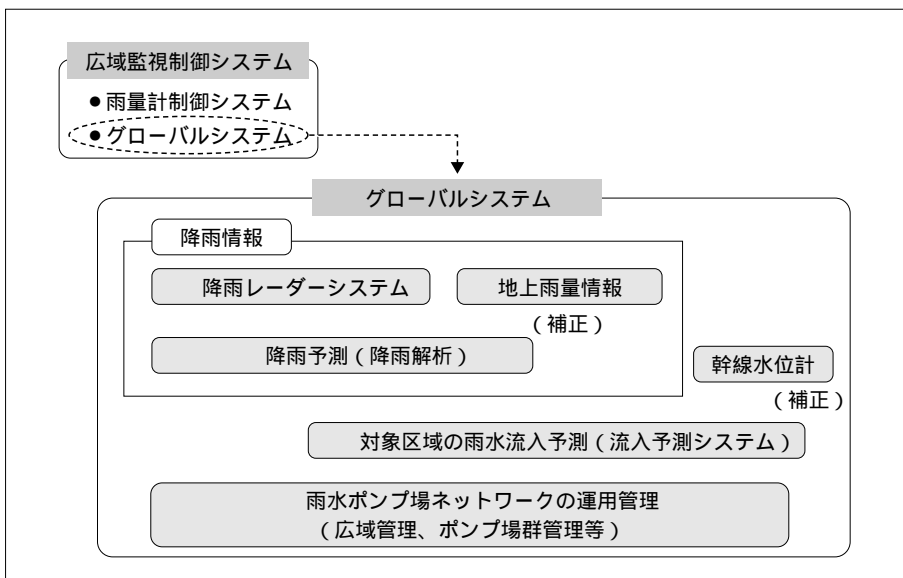 広域監視制御システム
●雨量計制御システム
●グローバルシステム
グローバルシステム
降雨情報
降雨レーダーシステム
地上雨量情報
(補正)
降雨予測(降雨解析)
幹線水位計
(補正)
対象区域の雨水流入予測(流入予測システム)
雨水ポンプ場ネットワークの運用管理
(広域管理、ポンプ場群管理等)